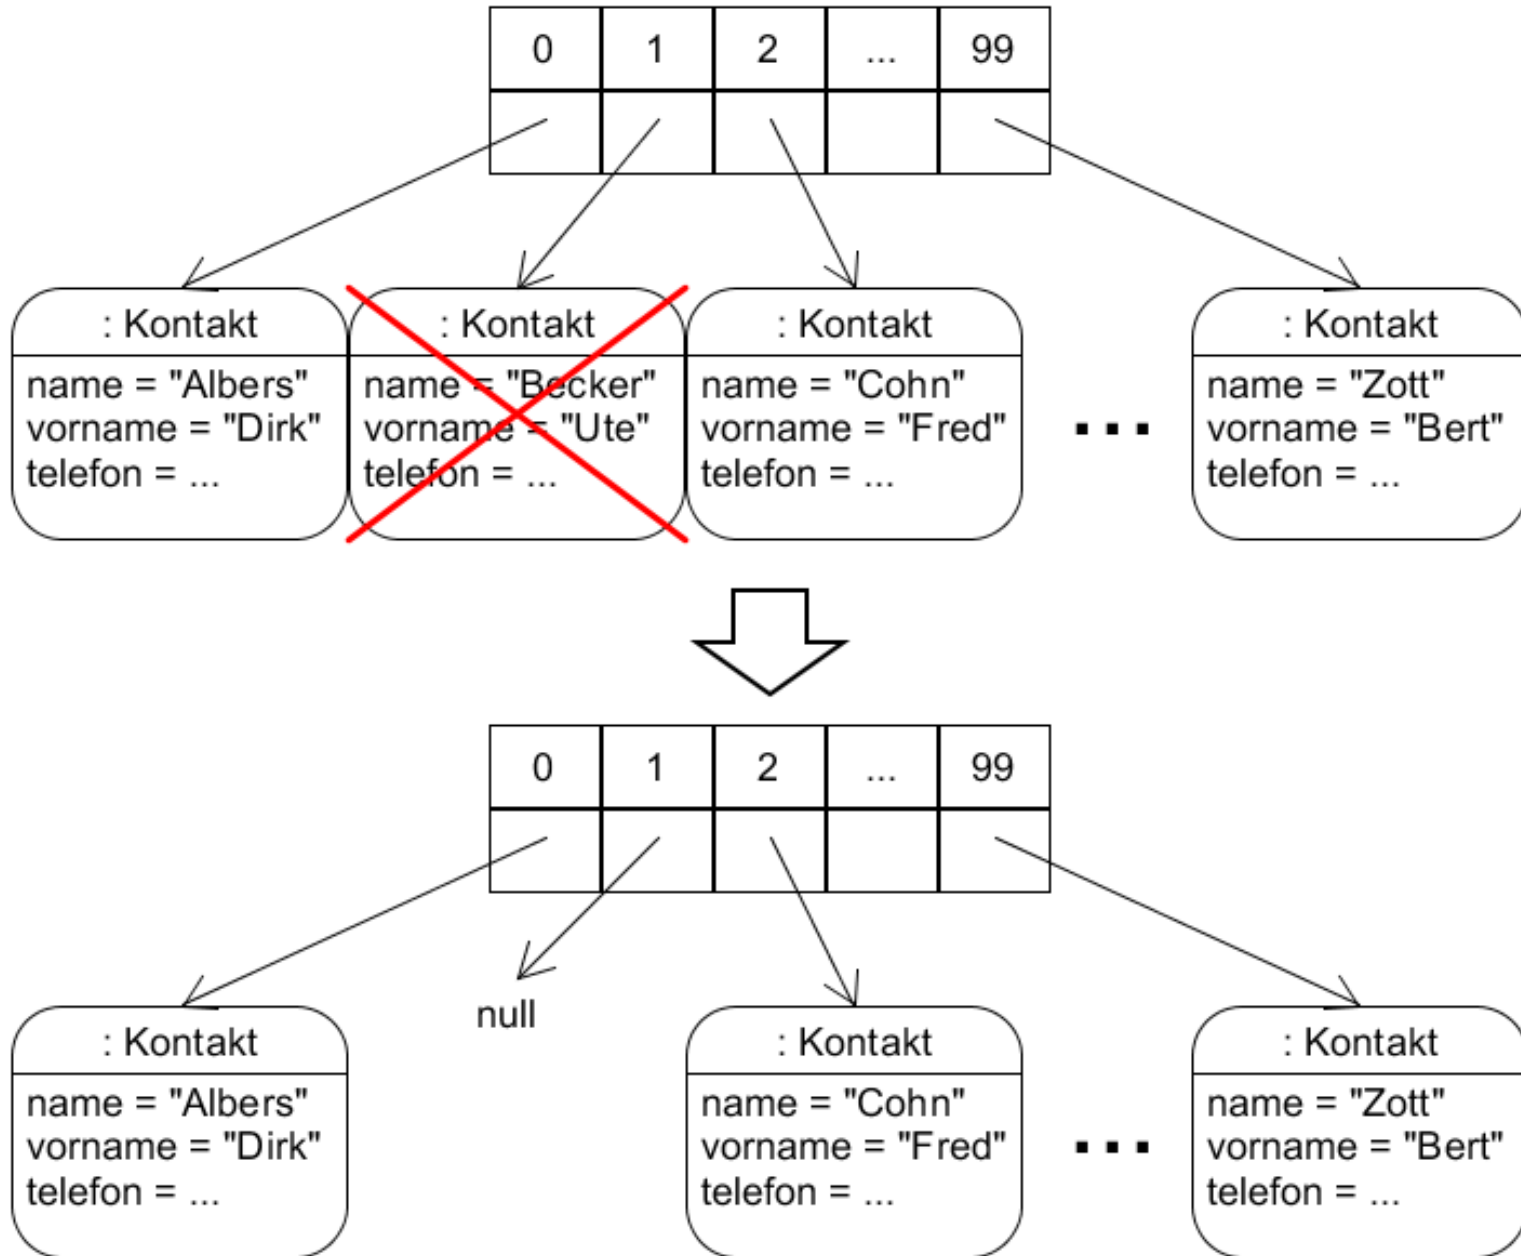 0 1 2 ... 99
: Kontakt
name = "Albers"
vorname = "Dirk"
telefon = ...
: Kontakt
name = "Becker"
vorname = "Ute"
telefon = ...
: Kontakt
name = "Cohn"
vorname = "Fred"
telefon = ...
...
: Kontakt
name = "Zott"
vorname = "Bert"
telefon = ...
0 1 2 ... 99
: Kontakt
name = "Albers"
vorname = "Dirk"
telefon = ...
null
: Kontakt
name = "Cohn"
vorname = "Fred"
telefon = ...
...
: Kontakt
name = "Zott"
vorname = "Bert"
telefon = ...